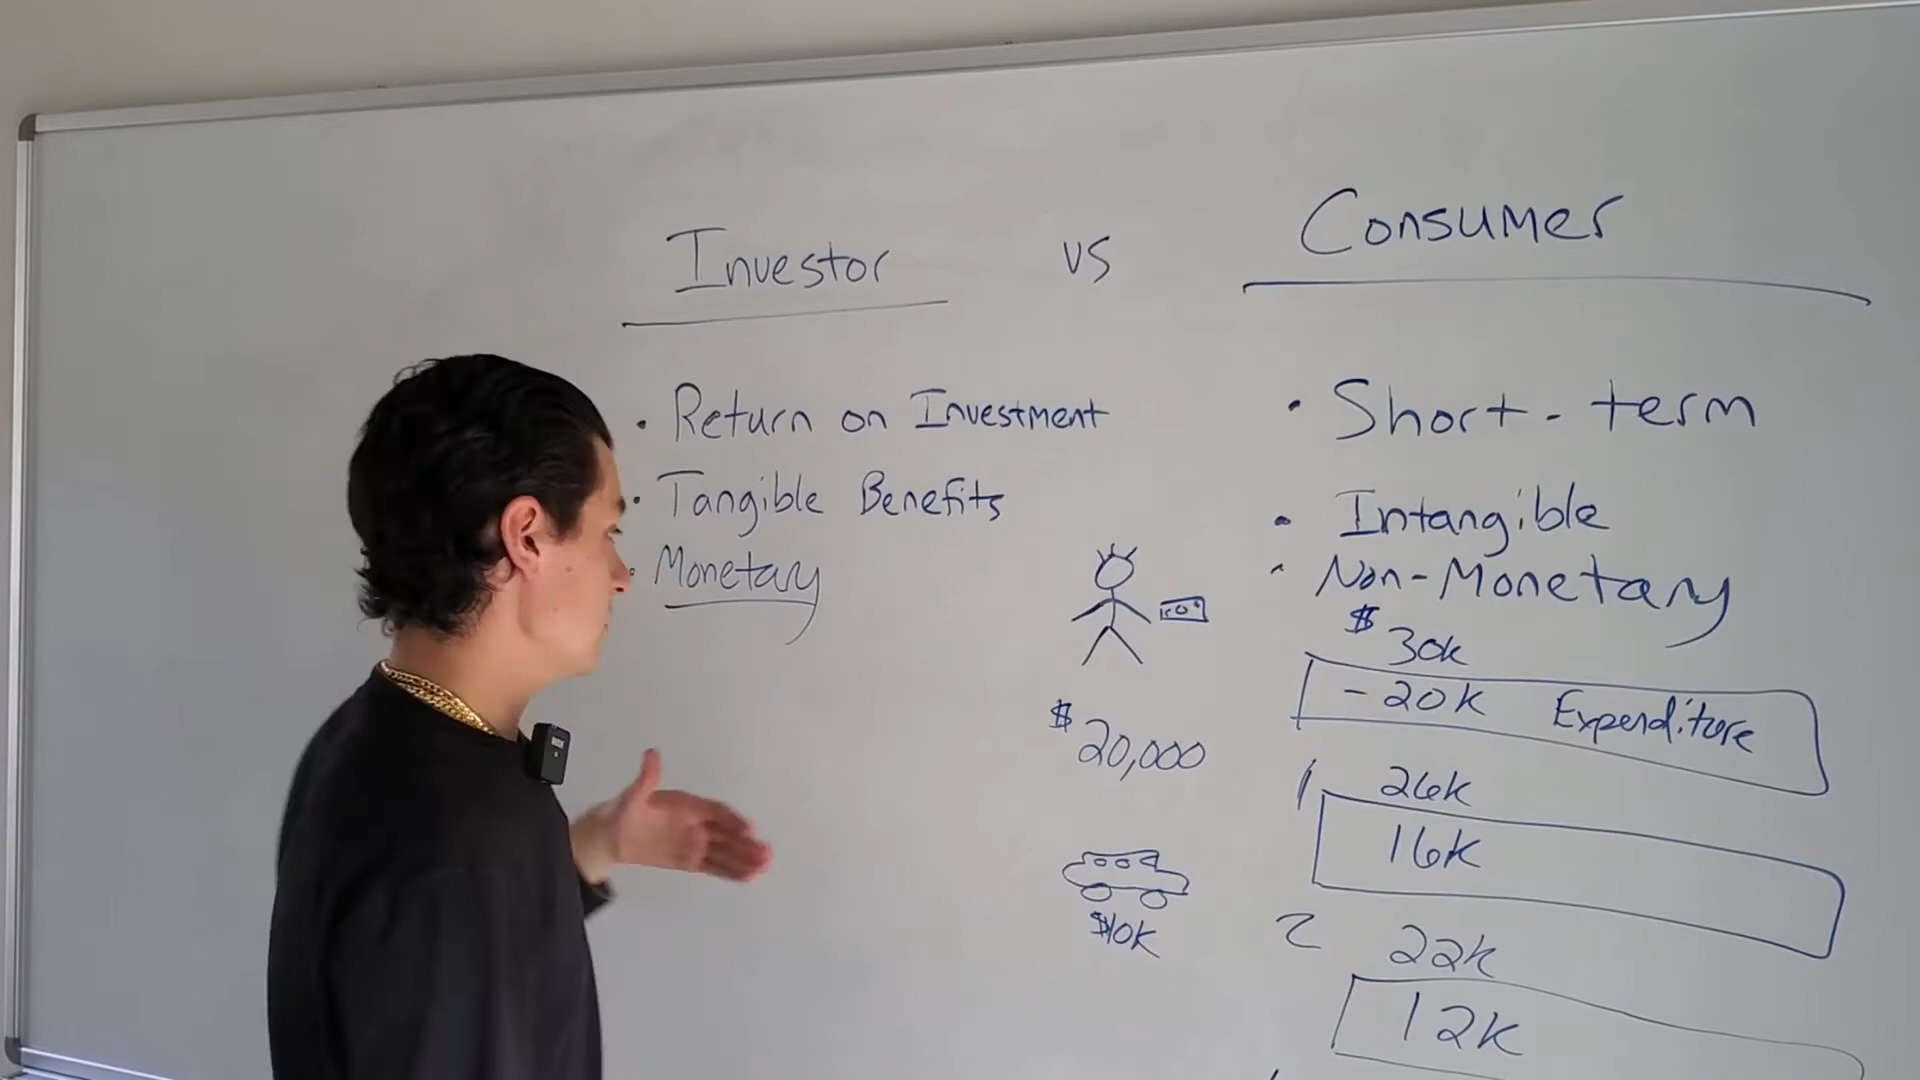 Investor vs Consumer
• Return on Investment
• Tangible Benefits
• Monetary
• Short-term
• Intangible
• Non-Monetary
$ 30k
-20k Expenditure
$ 20,000
1 26k
16k
$10k
2 22k
12k